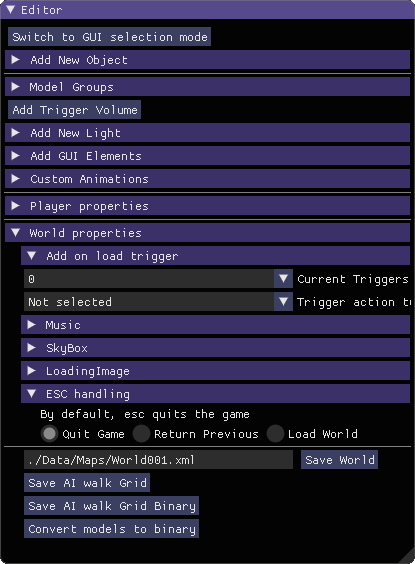 Editor
Switch to GUI selection mode
Add New Object
Model Groups
Add Trigger Volume
Add New Light
Add GUI Elements
Custom Animations
Player properties
World properties
Add on load trigger
0 Current Triggers
Not selected Trigger action
Music
SkyBox
LoadingImage
ESC handling
By default, esc quits the game
Quit Game Return Previous Load World
./Data/Maps/World001.xml Save World
Save AI walk Grid
Save AI walk Grid Binary
Convert models to binary